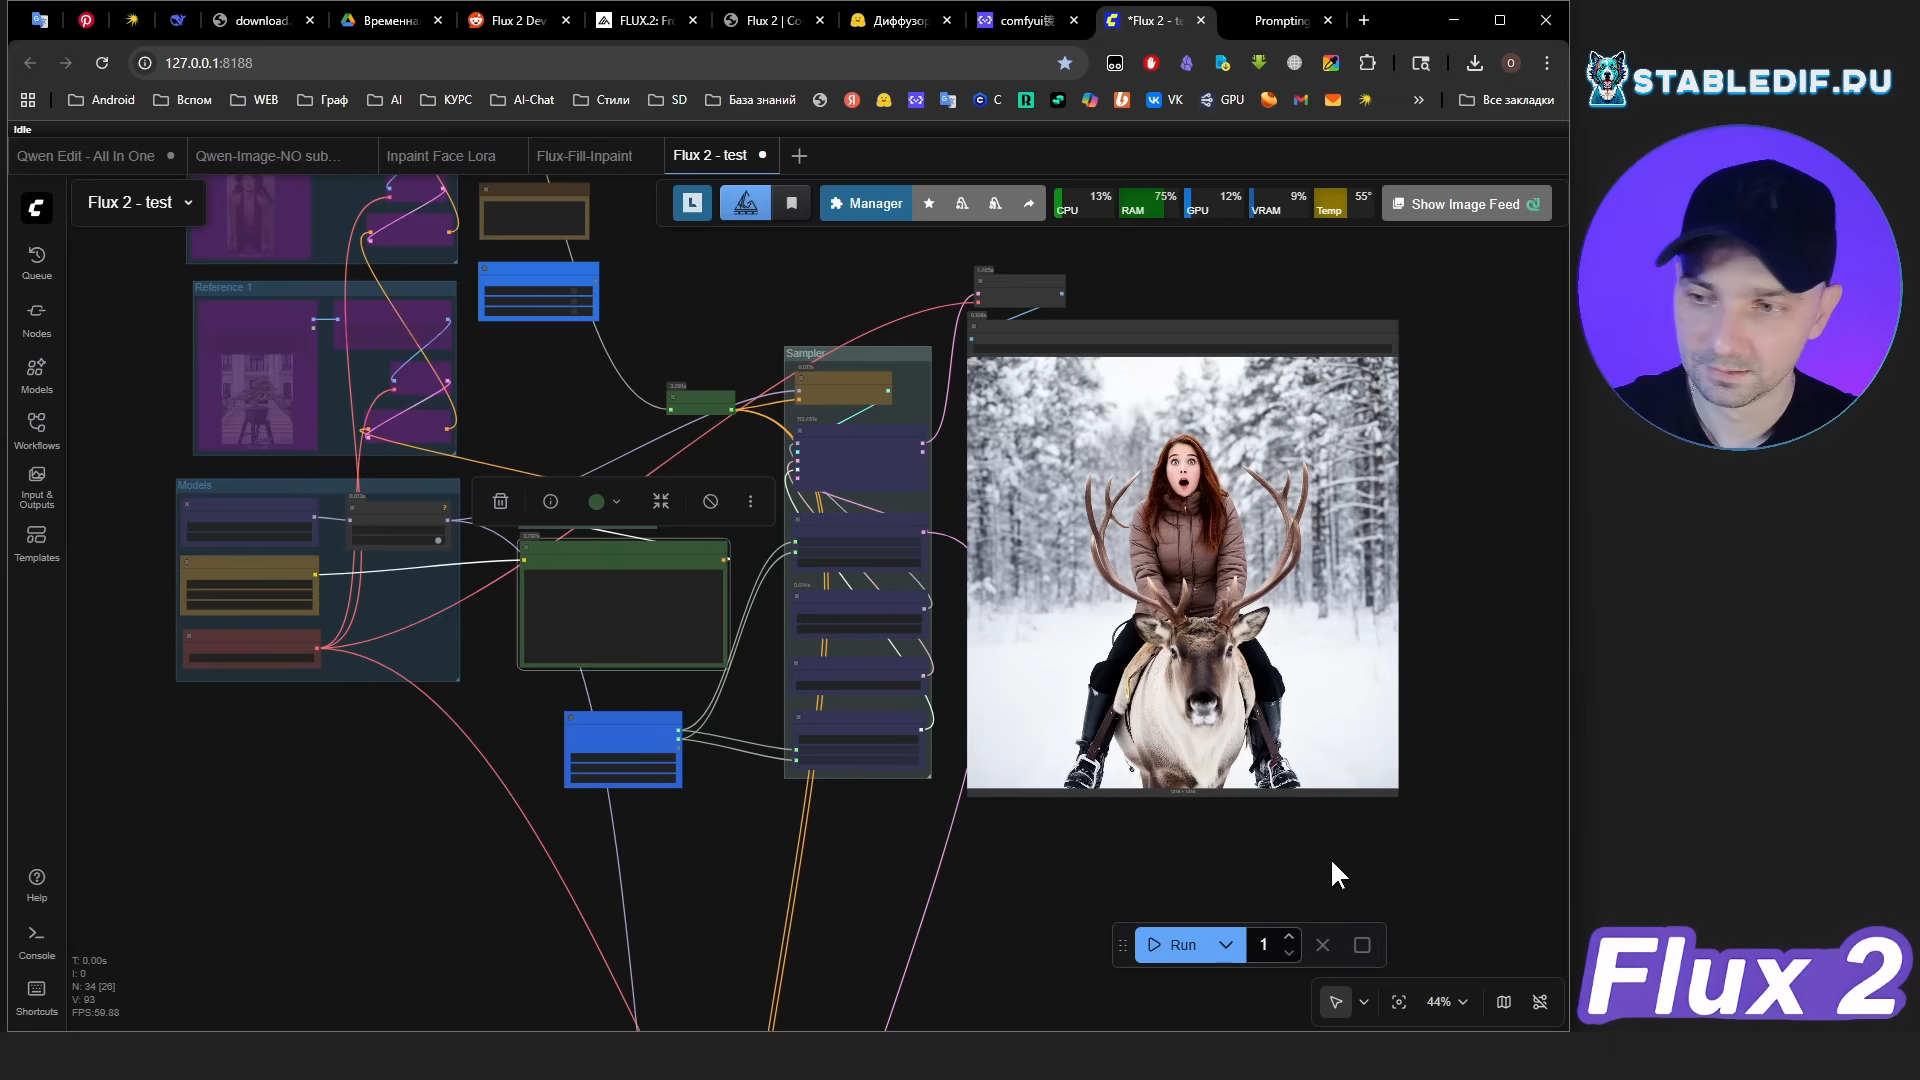 download.
Временна
Flux 2 Dev
FLUX.2: Fr
Flux 2 | Co
Диффузор
comfyui
*Flux 2 - te
Prompting
127.0.0.1:8188
Android
Вспом
WEB
Граф
AI
КУРС
AI-Chat
Стили
SD
База знаний
C
VK
GPU
Все закладки
Idle
Qwen Edit - All In One
Qwen-Image-NO sub...
Inpaint Face Lora
Flux-Fill-Inpaint
Flux 2 - test
Flux 2 - test
L
Manager
CPU 13%
RAM 75%
GPU 12%
VRAM 9%
Temp 55°
Show Image Feed
Queue
Nodes
Models
Workflows
Input & Outputs
Templates
Help
Console
Shortcuts
Reference 1
Models
Sampler
T: 0.00s
I: 0
N: 34 [26]
V: 93
FPS:59.88
Run
1
44%
STABLEDIF.RU
Flux 2